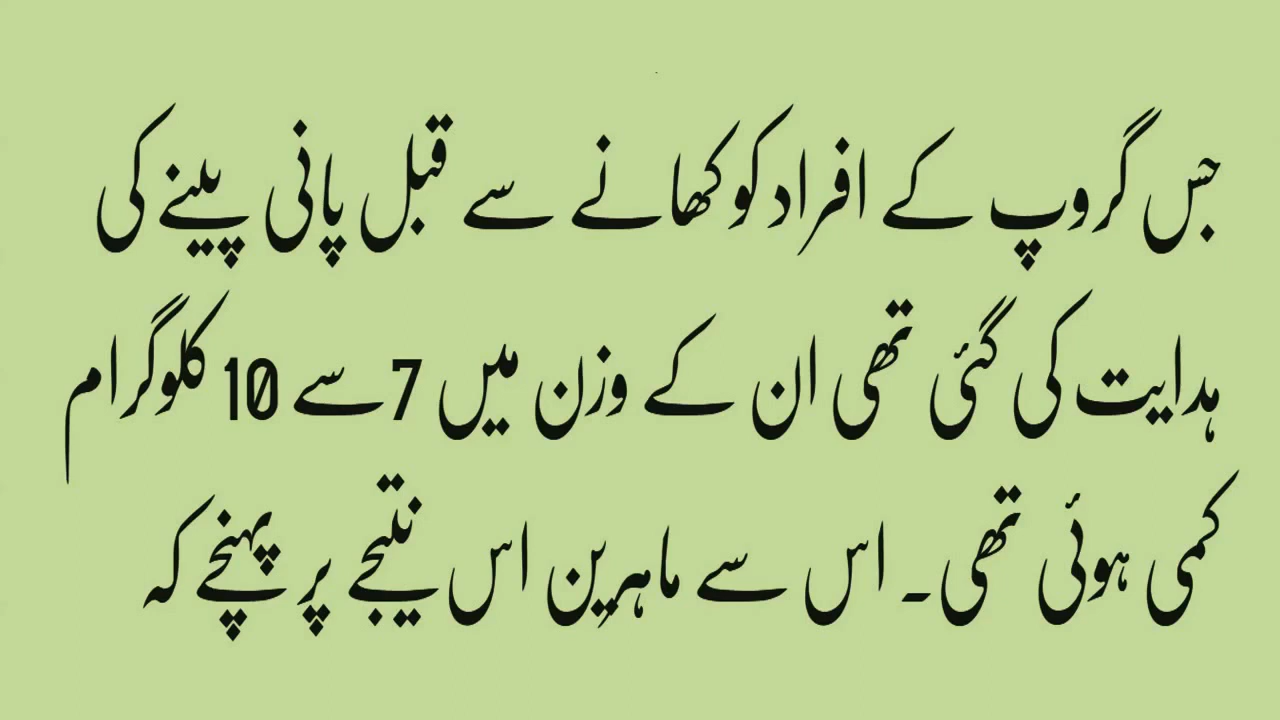 جس گروپ کے افراد کو کھانے سے قبل پانی پینے کی
ہدایت کی گئی تھی ان کے وزن میں 7 سے 10 کلوگرام
کمی ہوئی تھی۔ اس سے ماہرین اس نتیجے پر پہنچے کہ